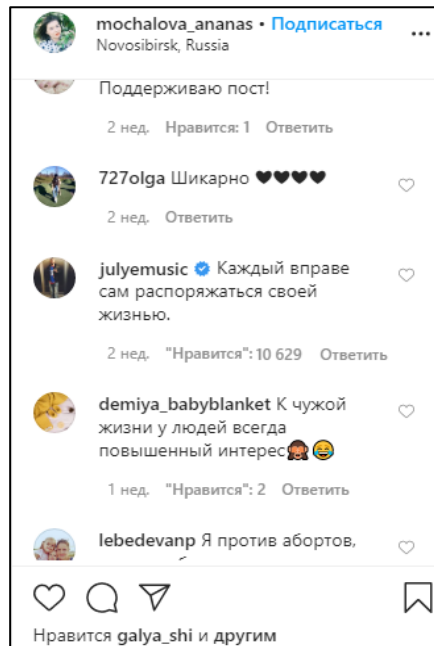 mochalova_ananas • Подписаться
Novosibirsk, Russia
Поддерживаю пост!
2 нед. Нравится: 1 Ответить
727olga Шикарно 🖤🖤🖤🖤
2 нед. Ответить
julyemusic Каждый вправе
сам распоряжаться своей
жизнью.
2 нед. "Нравится": 10 629 Ответить
demiya_babyblanket К чужой
жизни у людей всегда
повышенный интерес🙈😂
1 нед. "Нравится": 2 Ответить
lebedevanp Я против абортов,
Нравится galya_shi и другим